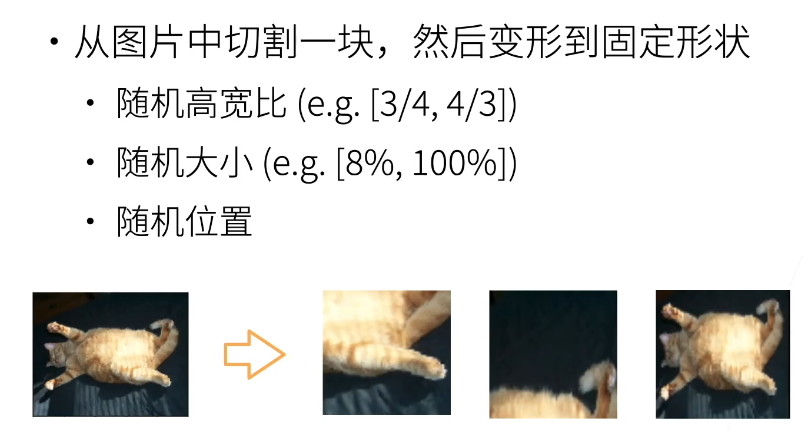 • 从图片中切割一块，然后变形到固定形状
• 随机高宽比 (e.g. [3/4, 4/3])
• 随机大小 (e.g. [8%, 100%])
• 随机位置